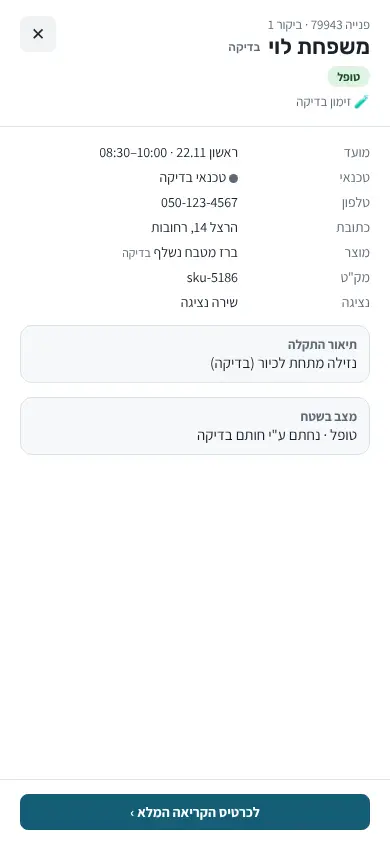 פנייה 79943 · ביקור 1
משפחת לוי בדיקה
טופל
🧪 זימון בדיקה
מועד ראשון 22.11 · 08:30–10:00
טכנאי טכנאי בדיקה
טלפון 050-123-4567
כתובת הרצל 14, רחובות
מוצר ברז מטבח נשלף בדיקה
מק"ט sku-5186
נציגה שירה נציגה
תיאור התקלה
נזילה מתחת לכיור (בדיקה)
מצב בשטח
טופל · נחתם ע"י חותם בדיקה
לכרטיס הקריאה המלא ›